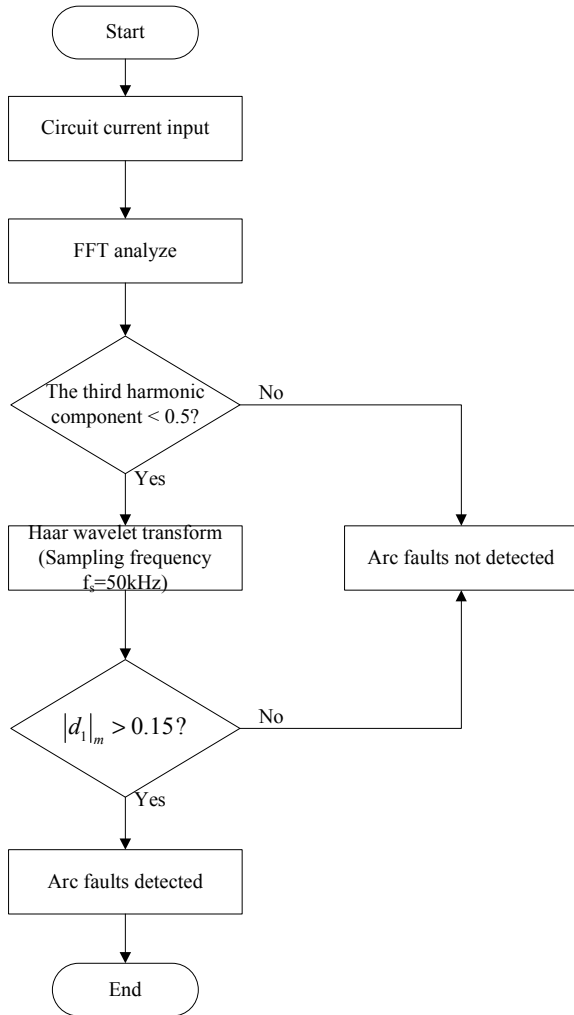 Start
Circuit current input
FFT analyze
The third harmonic
component < 0.5?
No
Yes
Haar wavelet transform
(Sampling frequency
fₛ=50kHz)
Arc faults not detected
|d₁|ₘ > 0.15?
No
Yes
Arc faults detected
End